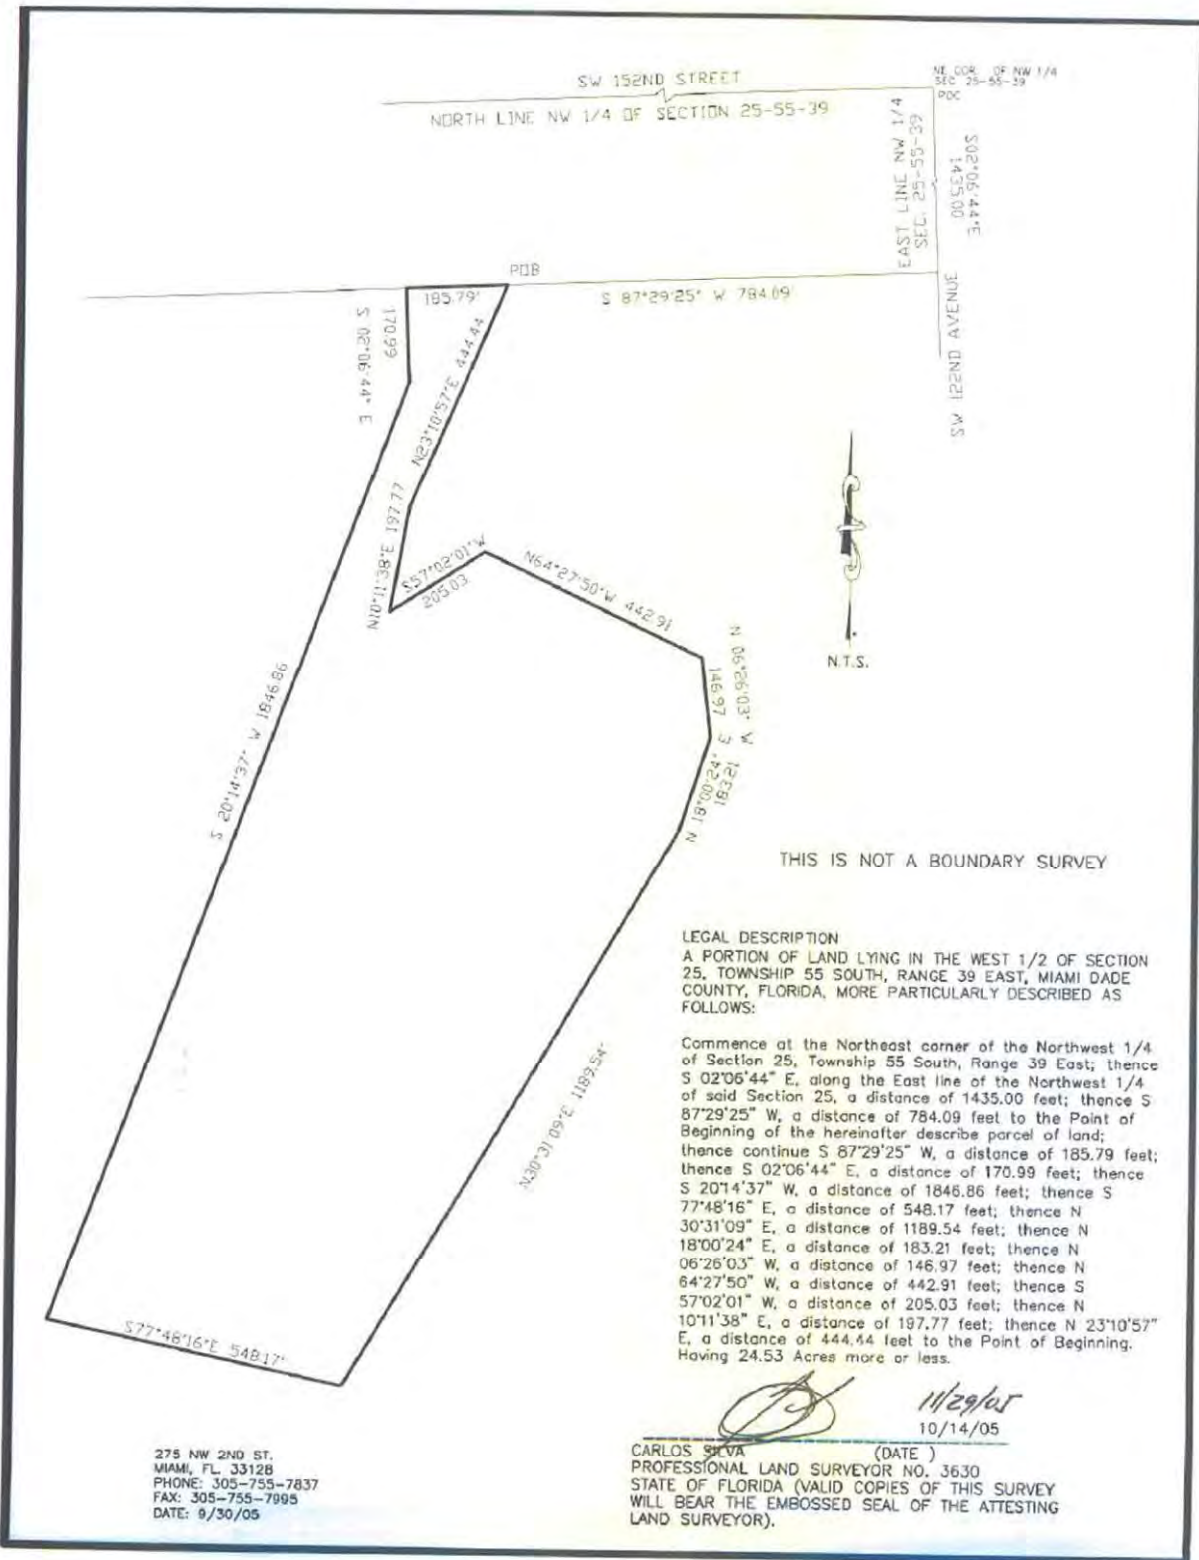 SW 152ND STREET
NE COR. OF NW 1/4
SEC 25-55-39
POC
NORTH LINE NW 1/4 OF SECTION 25-55-39
EAST LINE NW 1/4
SEC. 25-55-39
S02°06'44"E
1435.00
POB
185.79'
S 87°29'25" W 784.09'
SW 122ND AVENUE
170.99
S 02°06'44" E
N23°10'57"E 444.44
N10°11'38"E 197.77
S57°02'01"W
205.03
N64°27'50"W 442.91
N 06°26'03" W
146.97
N 18°00'24" E
183.21
N.T.S.
S 20°14'37" W 1846.86
THIS IS NOT A BOUNDARY SURVEY
LEGAL DESCRIPTION
A PORTION OF LAND LYING IN THE WEST 1/2 OF SECTION
25, TOWNSHIP 55 SOUTH, RANGE 39 EAST, MIAMI DADE
COUNTY, FLORIDA, MORE PARTICULARLY DESCRIBED AS
FOLLOWS:
Commence at the Northeast corner of the Northwest 1/4
of Section 25, Township 55 South, Range 39 East; thence
S 02°06'44" E, along the East line of the Northwest 1/4
of said Section 25, a distance of 1435.00 feet; thence S
87°29'25" W, a distance of 784.09 feet to the Point of
Beginning of the hereinafter describe parcel of land;
thence continue S 87°29'25" W, a distance of 185.79 feet;
thence S 02°06'44" E, a distance of 170.99 feet; thence
S 20°14'37" W, a distance of 1846.86 feet; thence S
77°48'16" E, a distance of 548.17 feet; thence N
30°31'09" E, a distance of 1189.54 feet; thence N
18°00'24" E, a distance of 183.21 feet; thence N
06°26'03" W, a distance of 146.97 feet; thence N
64°27'50" W, a distance of 442.91 feet; thence S
57°02'01" W, a distance of 205.03 feet; thence N
10°11'38" E, a distance of 197.77 feet; thence N 23°10'57"
E, a distance of 444.44 feet to the Point of Beginning.
Having 24.53 Acres more or less.
N30°31'09"E 1189.54'
S77°48'16"E 548.17'
11/29/05
10/14/05
CARLOS SILVA (DATE )
PROFESSIONAL LAND SURVEYOR NO. 3630
STATE OF FLORIDA (VALID COPIES OF THIS SURVEY
WILL BEAR THE EMBOSSED SEAL OF THE ATTESTING
LAND SURVEYOR).
275 NW 2ND ST.
MIAMI, FL. 33128
PHONE: 305-755-7837
FAX: 305-755-7995
DATE: 9/30/05